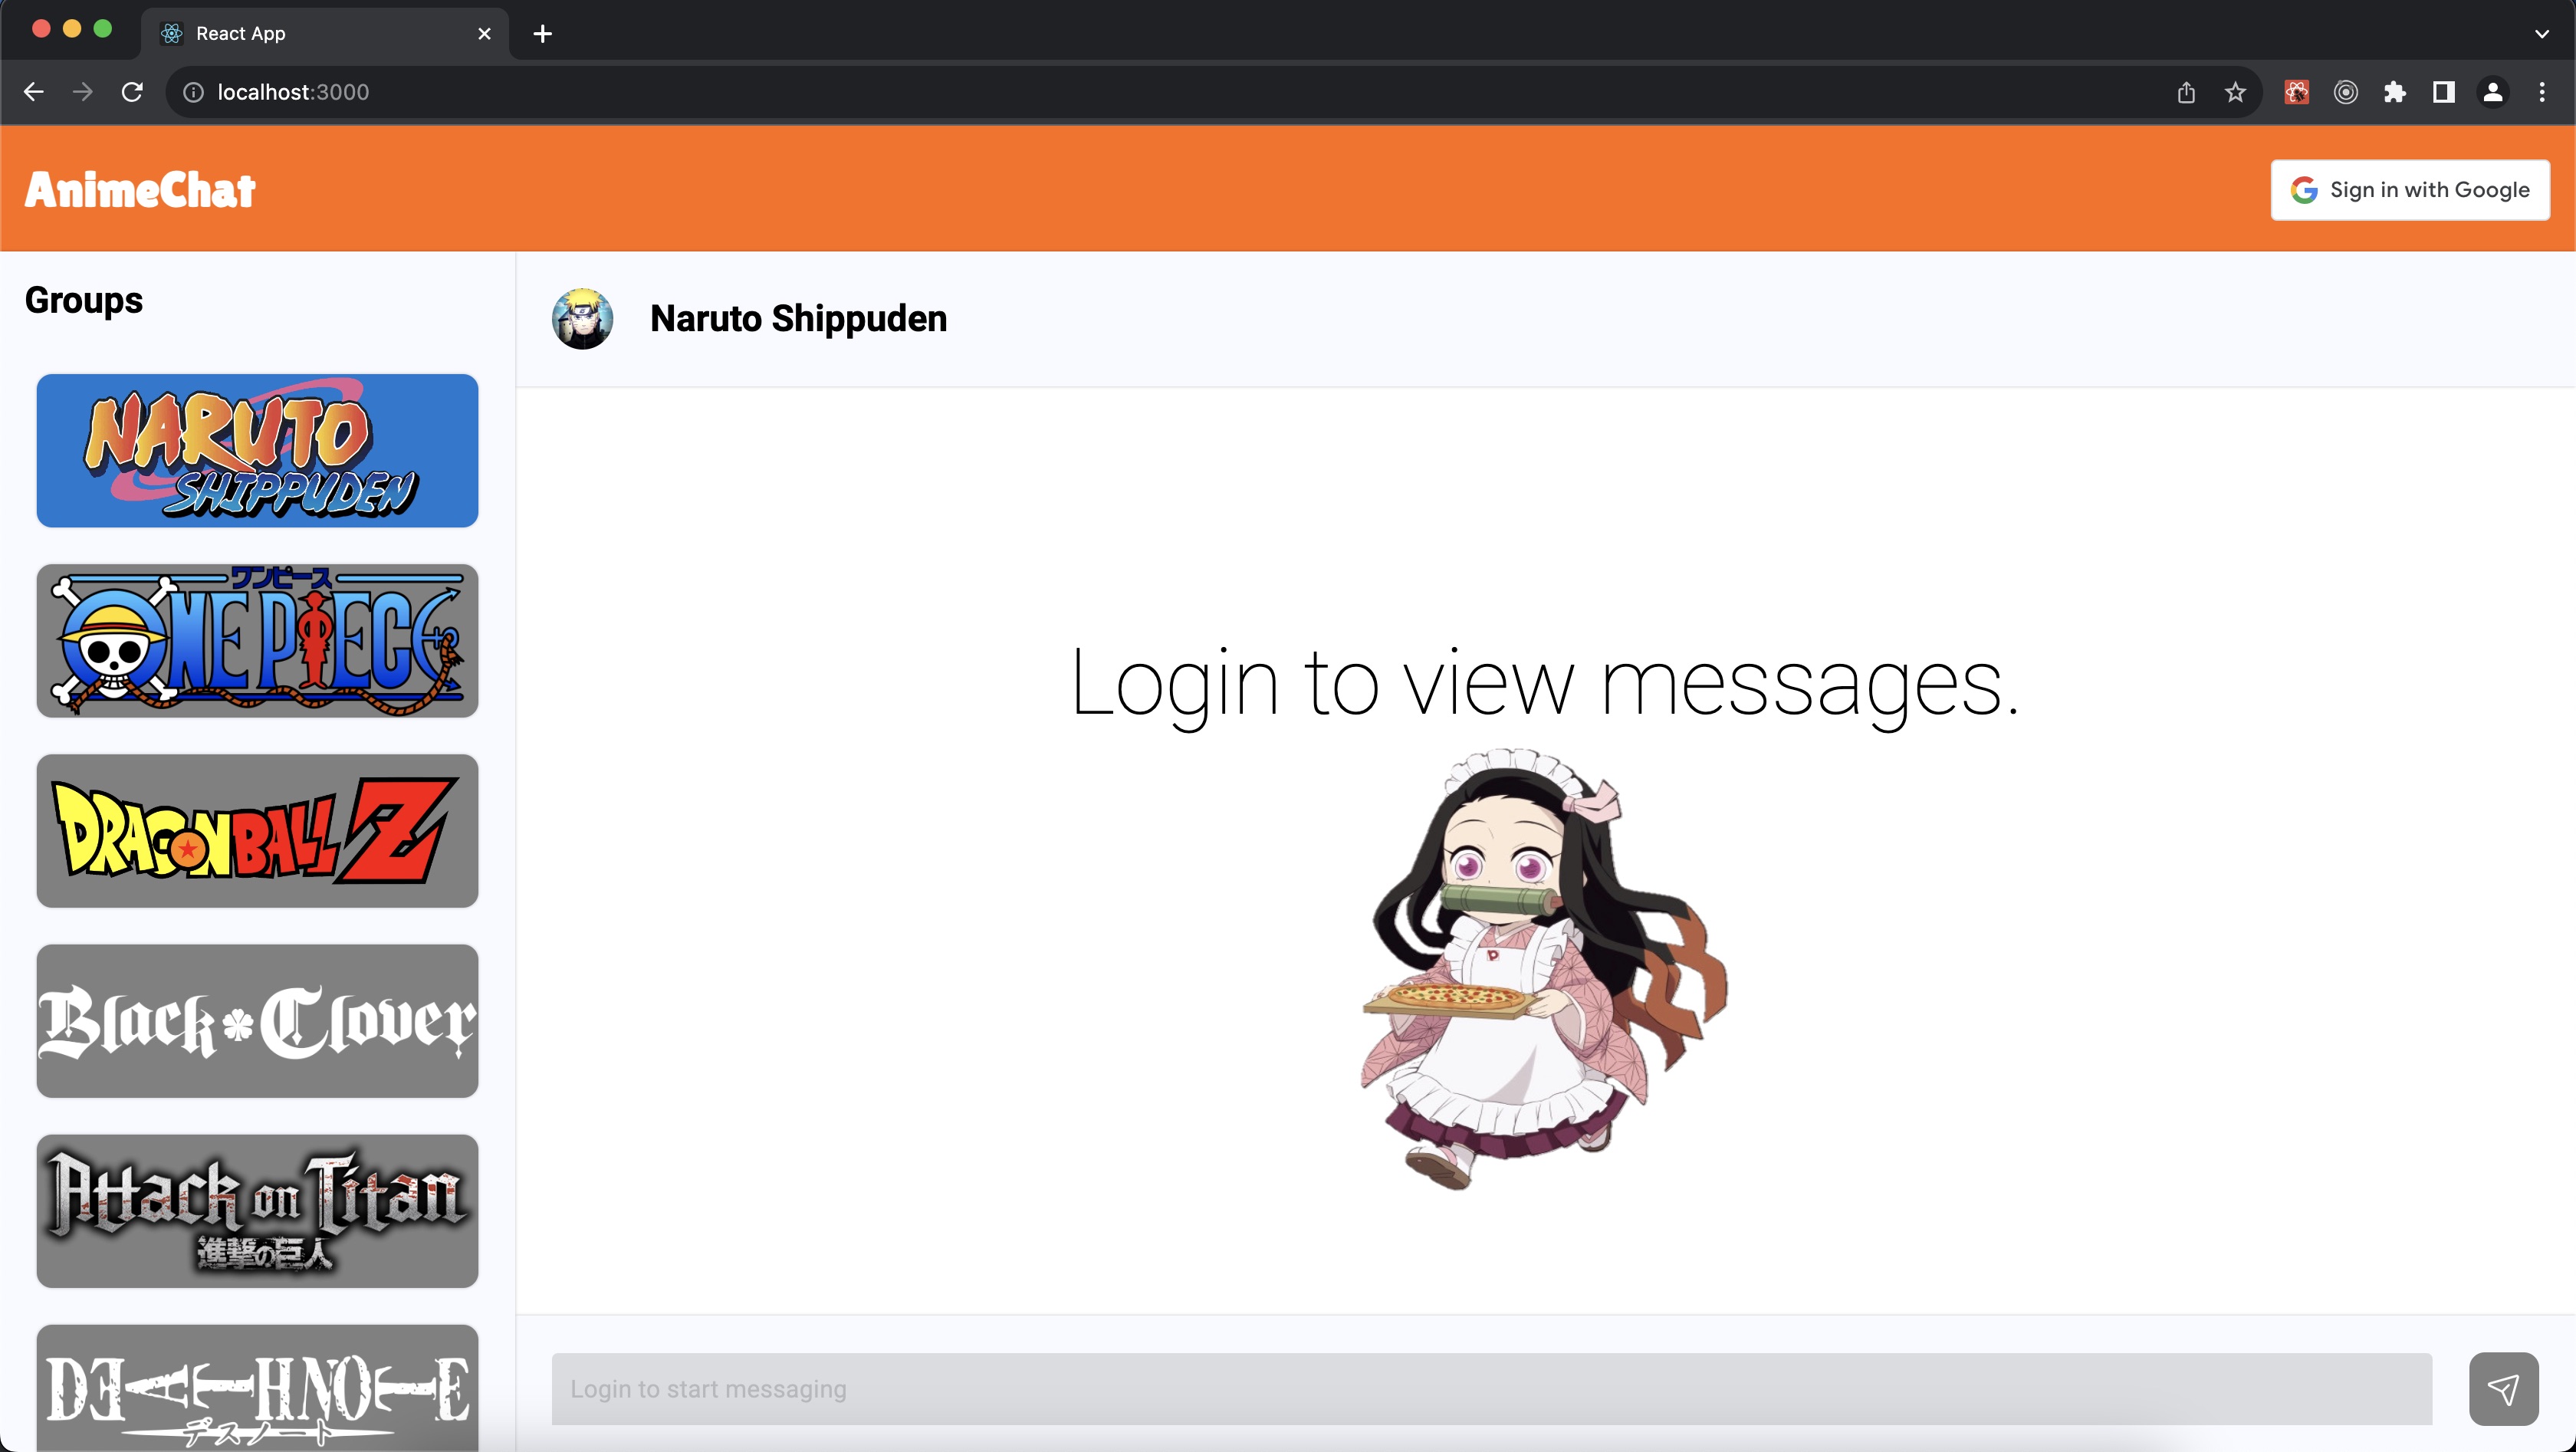 React App
localhost:3000
AnimeChat
Sign in with Google
Groups
Naruto Shippuden
NARUTO
SHIPPUDEN
ワンピース
ONE PIECE
DRAGONBALL Z
Black Clover
Attack on Titan
進撃の巨人
DEATH NOTE
デスノート
Login to view messages.
P
Login to start messaging